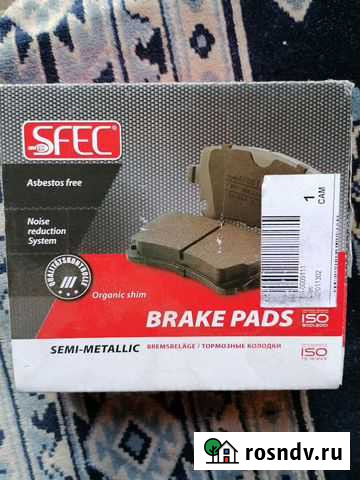 SFEC
Asbestos free
Noise
reduction
System
QUALITÄTSKONTROLLE
Organic shim
BRAKE PADS
ISO
SEMI-METALLIC
BREMSBELÄGE / ТОРМОЗНЫЕ КОЛОДКИ
ISO
1
CAM
rosndv.ru